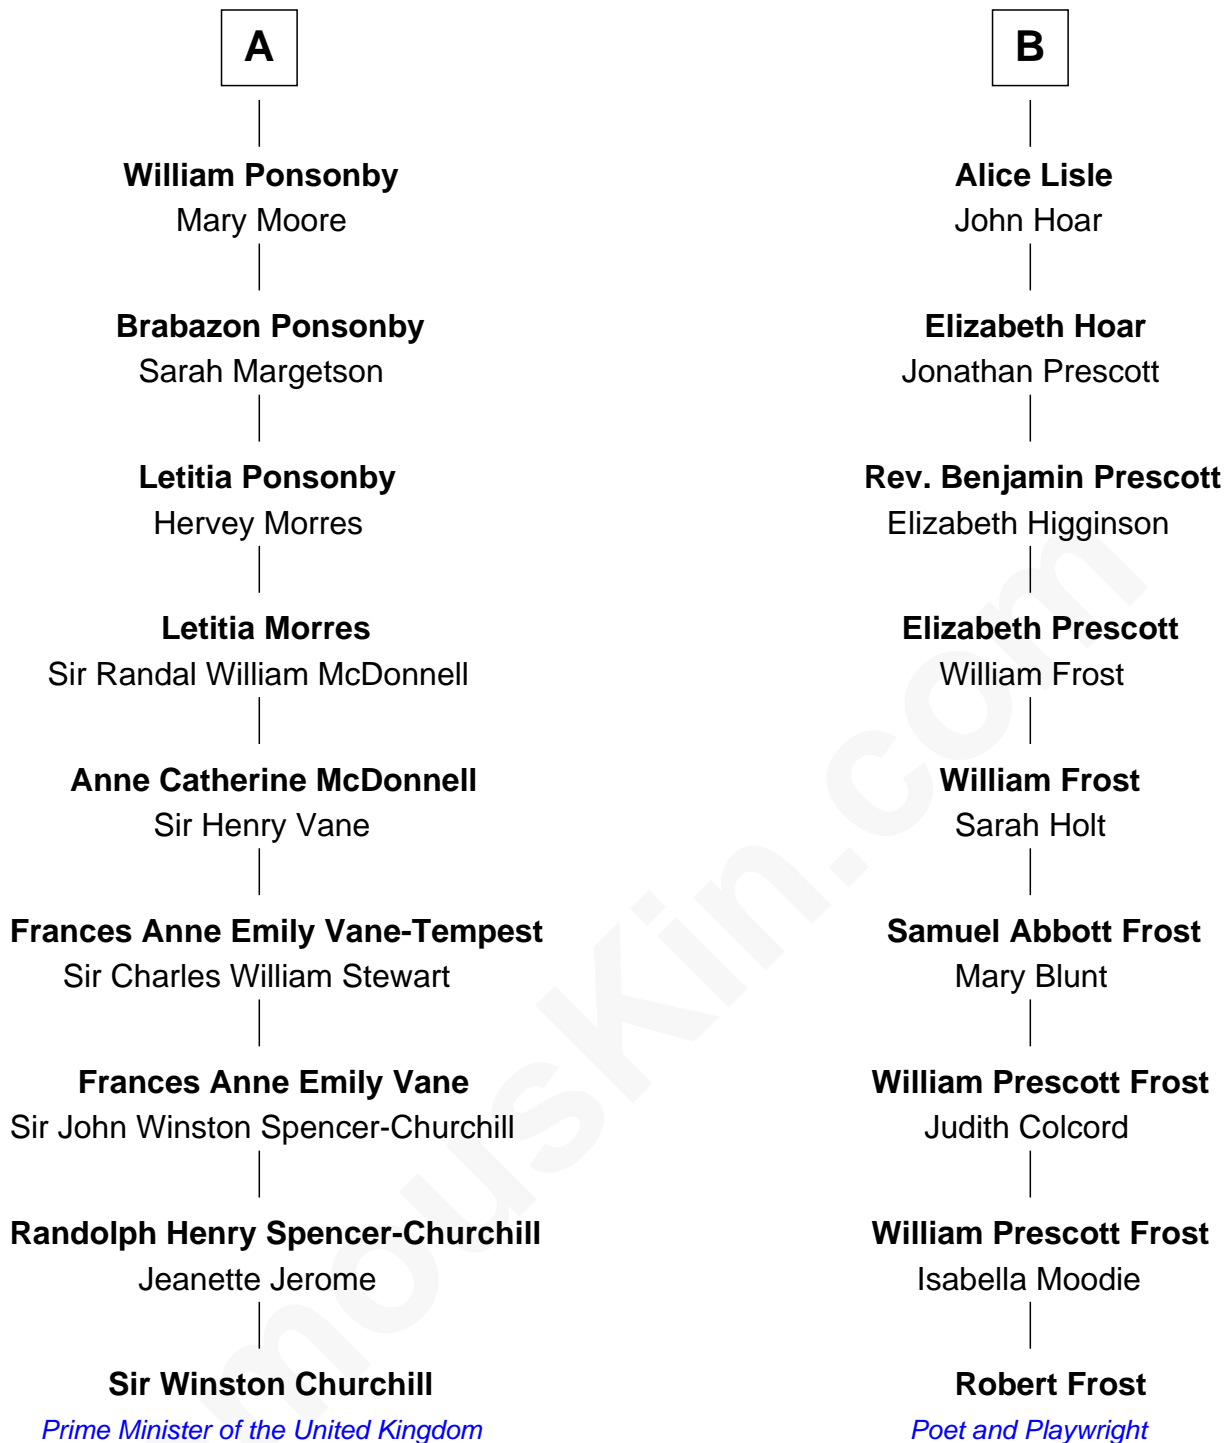 A
William Ponsonby
Mary Moore
Brabazon Ponsonby
Sarah Margetson
Letitia Ponsonby
Hervey Morres
Letitia Morres
Sir Randal William McDonnell
Anne Catherine McDonnell
Sir Henry Vane
Frances Anne Emily Vane-Tempest
Sir Charles William Stewart
Frances Anne Emily Vane
Sir John Winston Spencer-Churchill
Randolph Henry Spencer-Churchill
Jeanette Jerome
Sir Winston Churchill
Prime Minister of the United Kingdom
B
Alice Lisle
John Hoar
Elizabeth Hoar
Jonathan Prescott
Rev. Benjamin Prescott
Elizabeth Higginson
Elizabeth Prescott
William Frost
William Frost
Sarah Holt
Samuel Abbott Frost
Mary Blunt
William Prescott Frost
Judith Colcord
William Prescott Frost
Isabella Moodie
Robert Frost
Poet and Playwright
mousKin.com